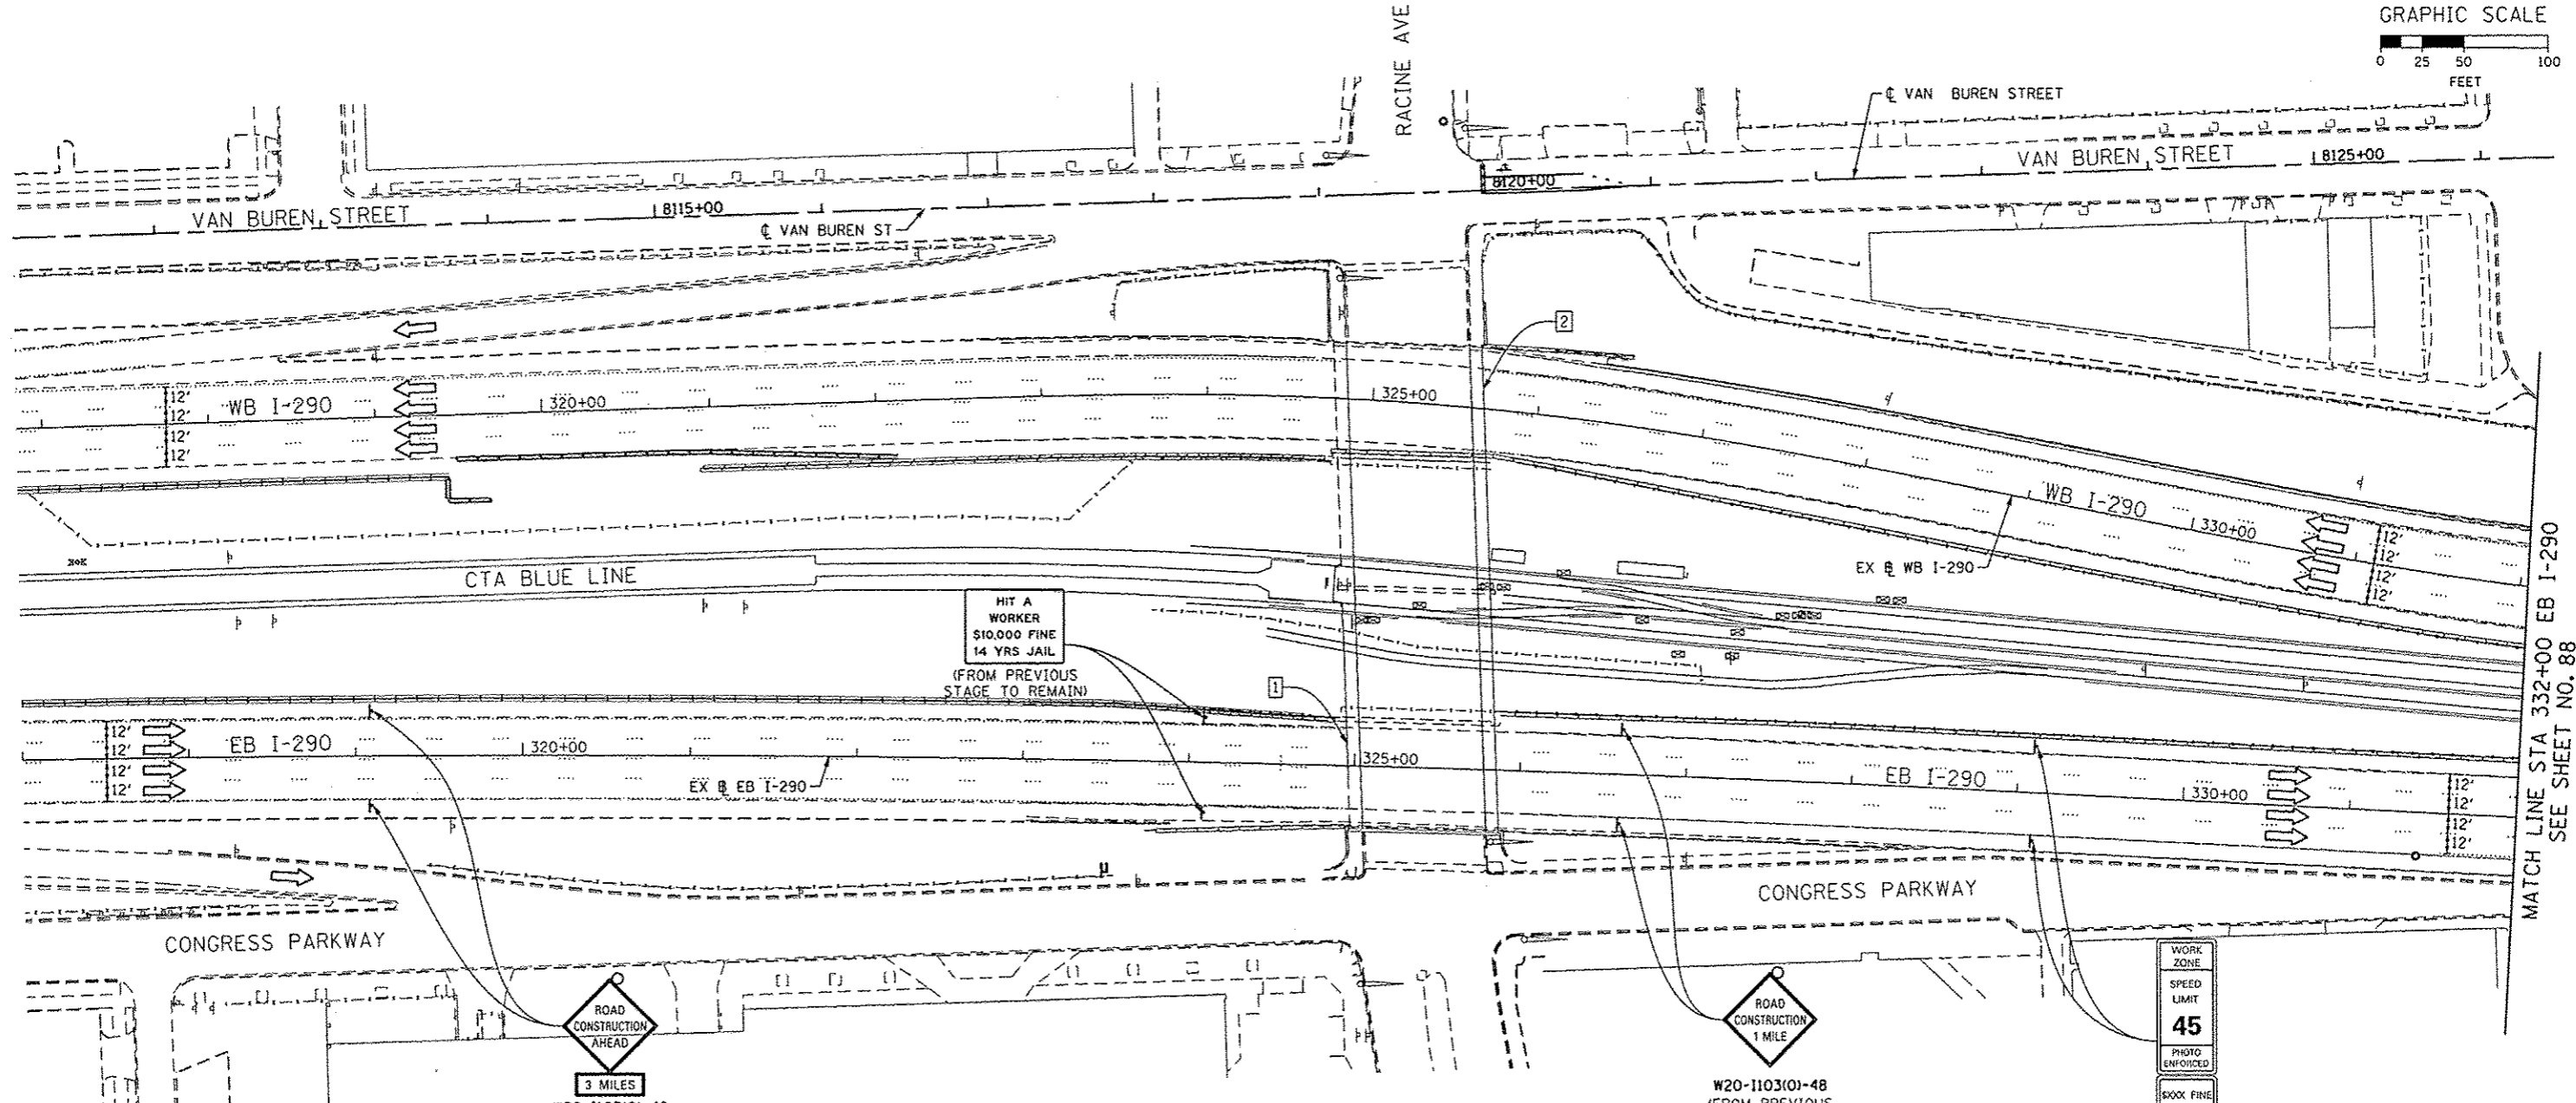 GRAPHIC SCALE
0 25 50 100
FEET
RACINE AVE
℄ VAN BUREN STREET
VAN BUREN STREET
8125+00
8120+00
VAN BUREN STREET
8115+00
℄ VAN BUREN ST
2
12'
12'
12'
12'
WB I-290
320+00
325+00
WB I-290
330+00
12'
12'
12'
12'
EX ℄ WB I-290
CTA BLUE LINE
HIT A
WORKER
$10,000 FINE
14 YRS JAIL
(FROM PREVIOUS
STAGE TO REMAIN)
1
12'
12'
12'
12'
EB I-290
320+00
325+00
EX ℄ EB I-290
EB I-290
330+00
12'
12'
12'
12'
MATCH LINE STA 332+00 EB I-290
SEE SHEET NO. 88
CONGRESS PARKWAY
CONGRESS PARKWAY
ROAD
CONSTRUCTION
AHEAD
3 MILES
ROAD
CONSTRUCTION
1 MILE
W20-I103(O)-48
(FROM PREVIOUS
WORK
ZONE
SPEED
LIMIT
45
PHOTO
ENFORCED
$XXX FINE